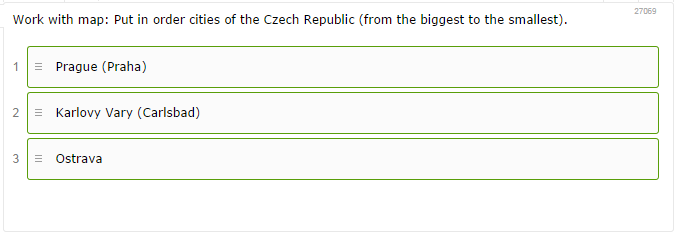 27069
Work with map: Put in order cities of the Czech Republic (from the biggest to the smallest).
1 Prague (Praha)
2 Karlovy Vary (Carlsbad)
3 Ostrava